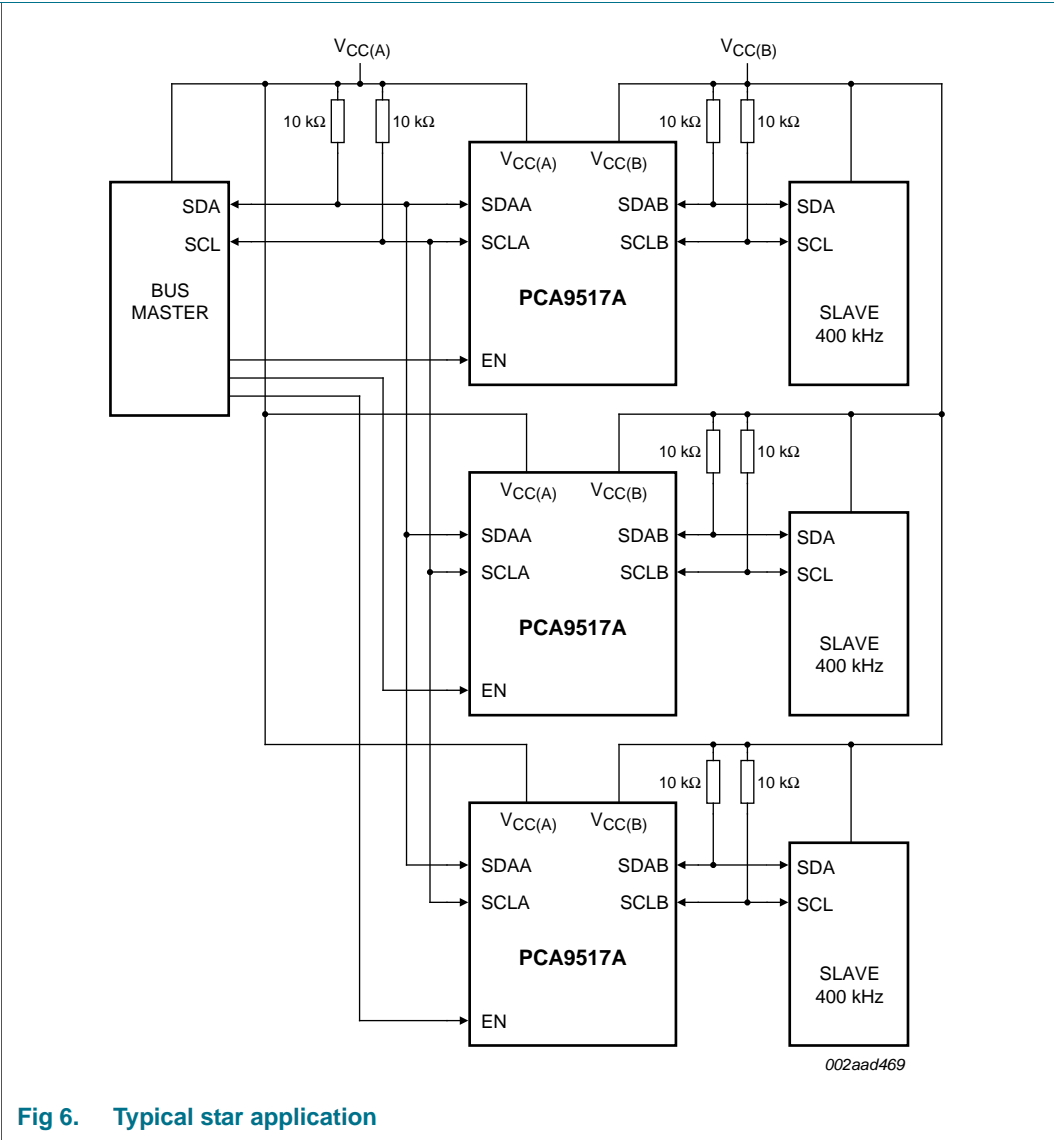 VCC(A)
VCC(B)
10 kΩ
10 kΩ
10 kΩ
10 kΩ
VCC(A)
VCC(B)
SDA
SDAA
SDAB
SDA
SCL
SCLA
SCLB
SCL
BUS
MASTER
PCA9517A
SLAVE
400 kHz
EN
10 kΩ
10 kΩ
VCC(A)
VCC(B)
SDAA
SDAB
SDA
SCLA
SCLB
SCL
PCA9517A
SLAVE
400 kHz
EN
10 kΩ
10 kΩ
VCC(A)
VCC(B)
SDAA
SDAB
SDA
SCLA
SCLB
SCL
PCA9517A
SLAVE
400 kHz
EN
002aad469
Fig 6. Typical star application